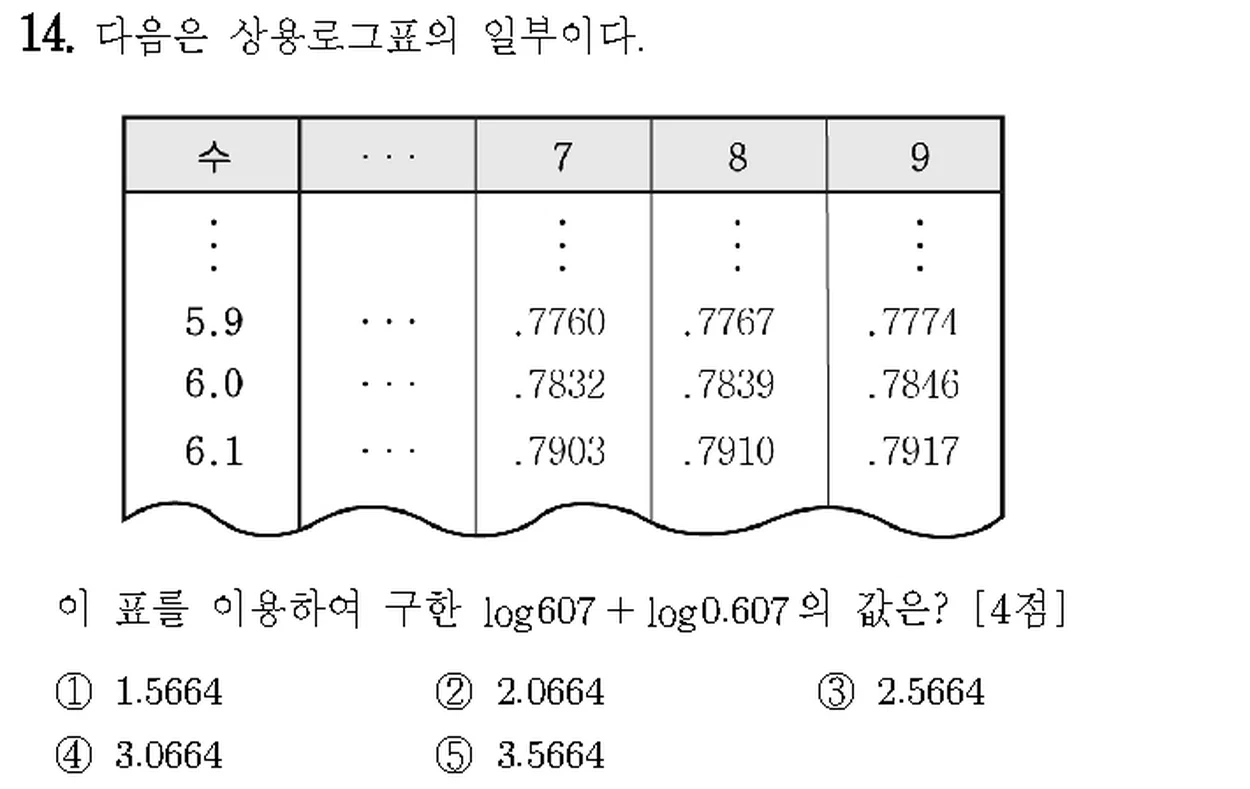 14. 다음은 상용로그표의 일부이다.
수 ··· 7 8 9
⋮ ⋮ ⋮ ⋮
5.9 ··· .7760 .7767 .7774
6.0 ··· .7832 .7839 .7846
6.1 ··· .7903 .7910 .7917
이 표를 이용하여 구한 log607 + log0.607의 값은? [4점]
① 1.5664 ② 2.0664 ③ 2.5664
④ 3.0664 ⑤ 3.5664